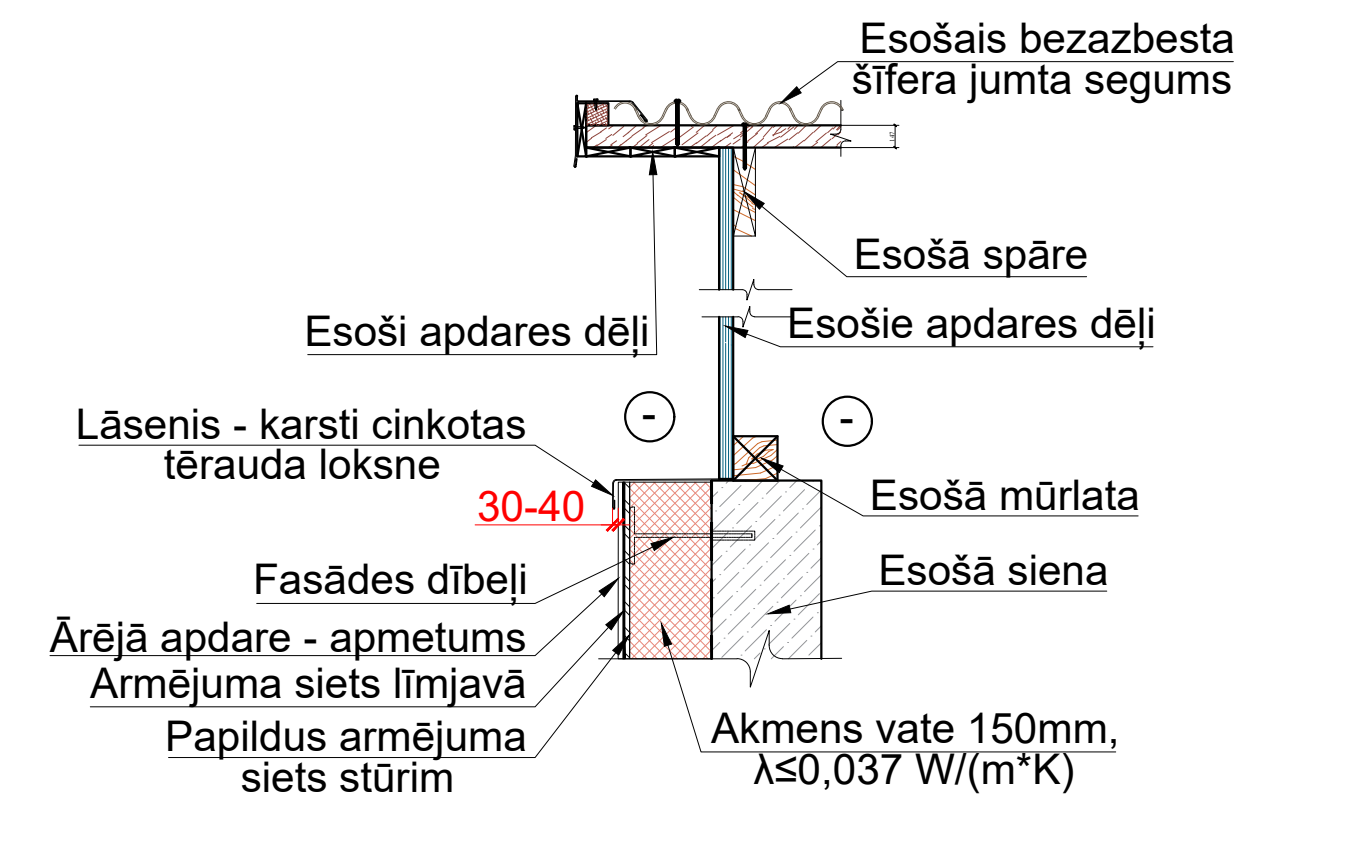 Esošais bezazbesta
šīfera jumta segums
Esošā spāre
Esoši apdares dēļi
Esošie apdares dēļi
-
-
Lāsenis - karsti cinkotas
tērauda loksne
30-40
Esošā mūrlata
Fasādes dībeļi
Esošā siena
Ārējā apdare - apmetums
Armējuma siets līmjavā
Papildus armējuma
siets stūrim
Akmens vate 150mm,
λ≤0,037 W/(m*K)